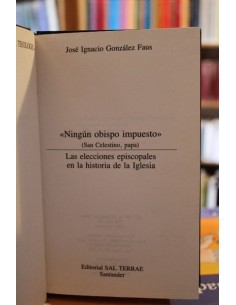 José Ignacio González Faus
«Ningún obispo impuesto»
(San Celestino, papa)
Las elecciones episcopales
en la historia de la Iglesia
Editorial SAL TERRAE
Santander